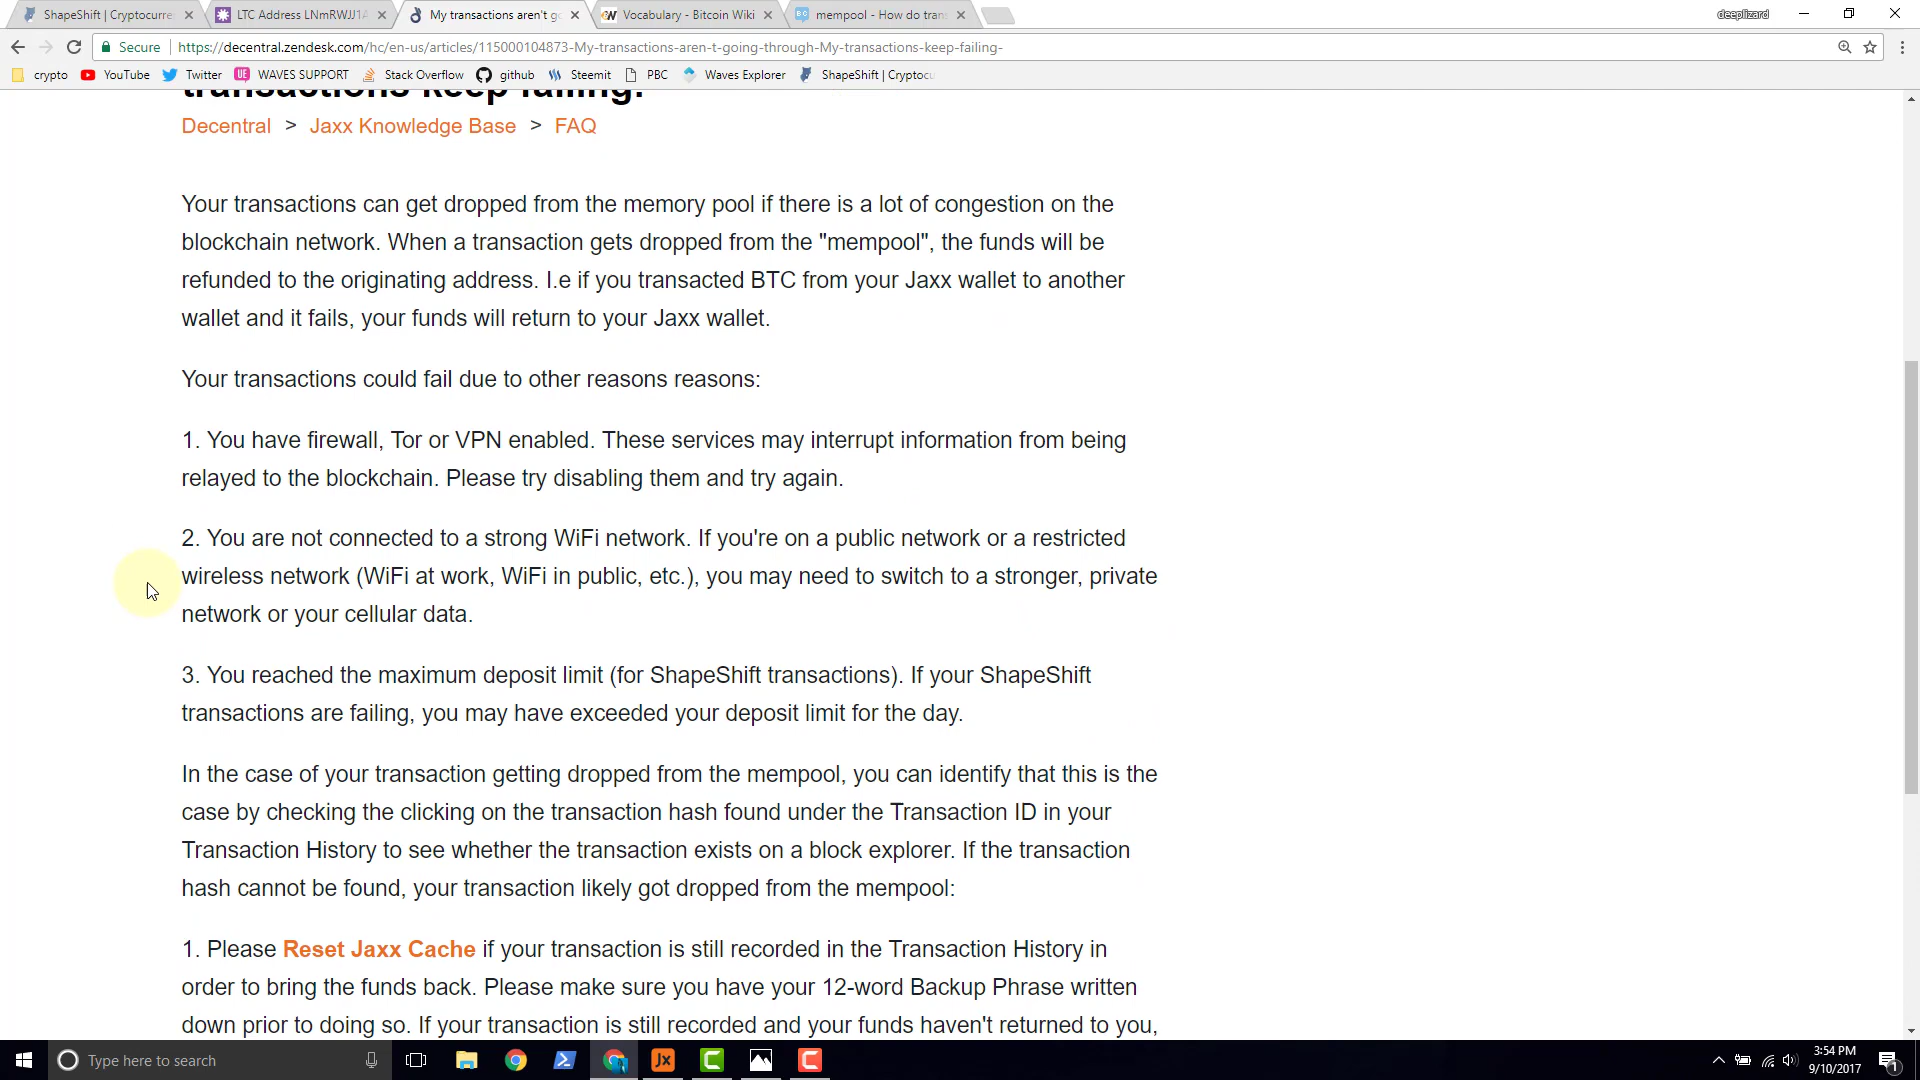 ShapeShift | Cryptocurre
LTC Address LNmRWJJ1A
My transactions aren't go
Vocabulary - Bitcoin Wiki
mempool - How do tran
deeplizard
Secure
https://decentral.zendesk.com/hc/en-us/articles/115000104873-My-transactions-aren-t-going-through-My-transactions-keep-failing-
crypto
YouTube
Twitter
WAVES SUPPORT
Stack Overflow
github
Steemit
PBC
Waves Explorer
ShapeShift | Cryptocu
transactions keep failing.
Decentral > Jaxx Knowledge Base > FAQ
Your transactions can get dropped from the memory pool if there is a lot of congestion on the
blockchain network. When a transaction gets dropped from the "mempool", the funds will be
refunded to the originating address. I.e if you transacted BTC from your Jaxx wallet to another
wallet and it fails, your funds will return to your Jaxx wallet.
Your transactions could fail due to other reasons reasons:
1. You have firewall, Tor or VPN enabled. These services may interrupt information from being
relayed to the blockchain. Please try disabling them and try again.
2. You are not connected to a strong WiFi network. If you're on a public network or a restricted
wireless network (WiFi at work, WiFi in public, etc.), you may need to switch to a stronger, private
network or your cellular data.
3. You reached the maximum deposit limit (for ShapeShift transactions). If your ShapeShift
transactions are failing, you may have exceeded your deposit limit for the day.
In the case of your transaction getting dropped from the mempool, you can identify that this is the
case by checking the clicking on the transaction hash found under the Transaction ID in your
Transaction History to see whether the transaction exists on a block explorer. If the transaction
hash cannot be found, your transaction likely got dropped from the mempool:
1. Please Reset Jaxx Cache if your transaction is still recorded in the Transaction History in
order to bring the funds back. Please make sure you have your 12-word Backup Phrase written
down prior to doing so. If your transaction is still recorded and your funds haven't returned to you,
Type here to search
3:54 PM
9/10/2017